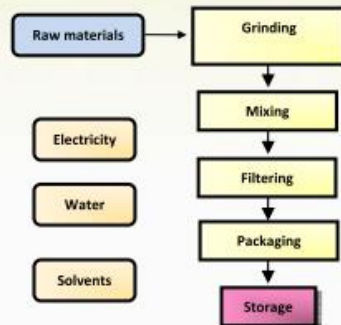 Raw materials
Grinding
Mixing
Electricity
Filtering
Water
Packaging
Solvents
Storage